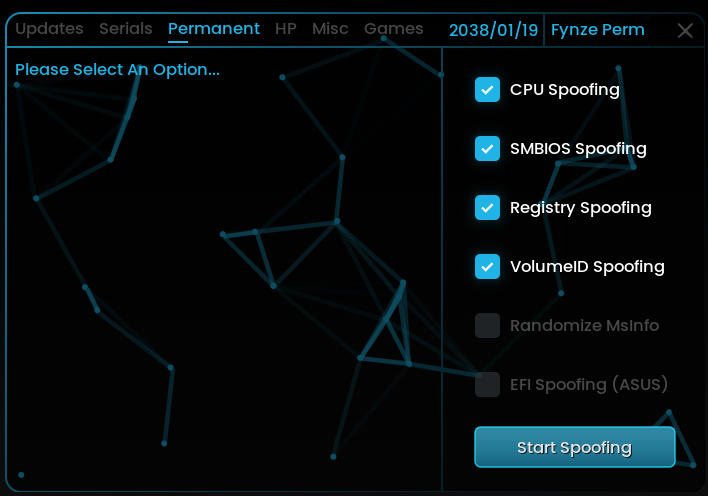 Updates Serials Permanent HP Misc Games 2038/01/19 Fynze Perm
Please Select An Option...
CPU Spoofing
SMBIOS Spoofing
Registry Spoofing
VolumeID Spoofing
Randomize MsInfo
EFI Spoofing (ASUS)
Start Spoofing